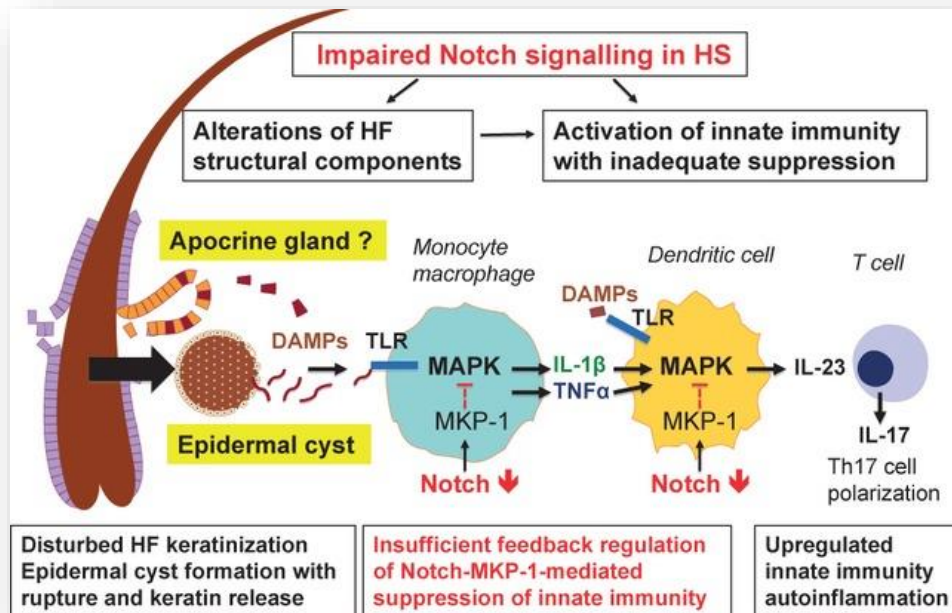 Impaired Notch signalling in HS
Alterations of HF
structural components
Activation of innate immunity
with inadequate suppression
Apocrine gland ?
Monocyte
macrophage
Dendritic cell
T cell
DAMPs
TLR
DAMPs
TLR
MAPK
IL-1β
TNFα
MAPK
IL-23
MKP-1
MKP-1
Epidermal cyst
Notch
Notch
IL-17
Th17 cell
polarization
Disturbed HF keratinization
Epidermal cyst formation with
rupture and keratin release
Insufficient feedback regulation
of Notch-MKP-1-mediated
suppression of innate immunity
Upregulated
innate immunity
autoinflammation